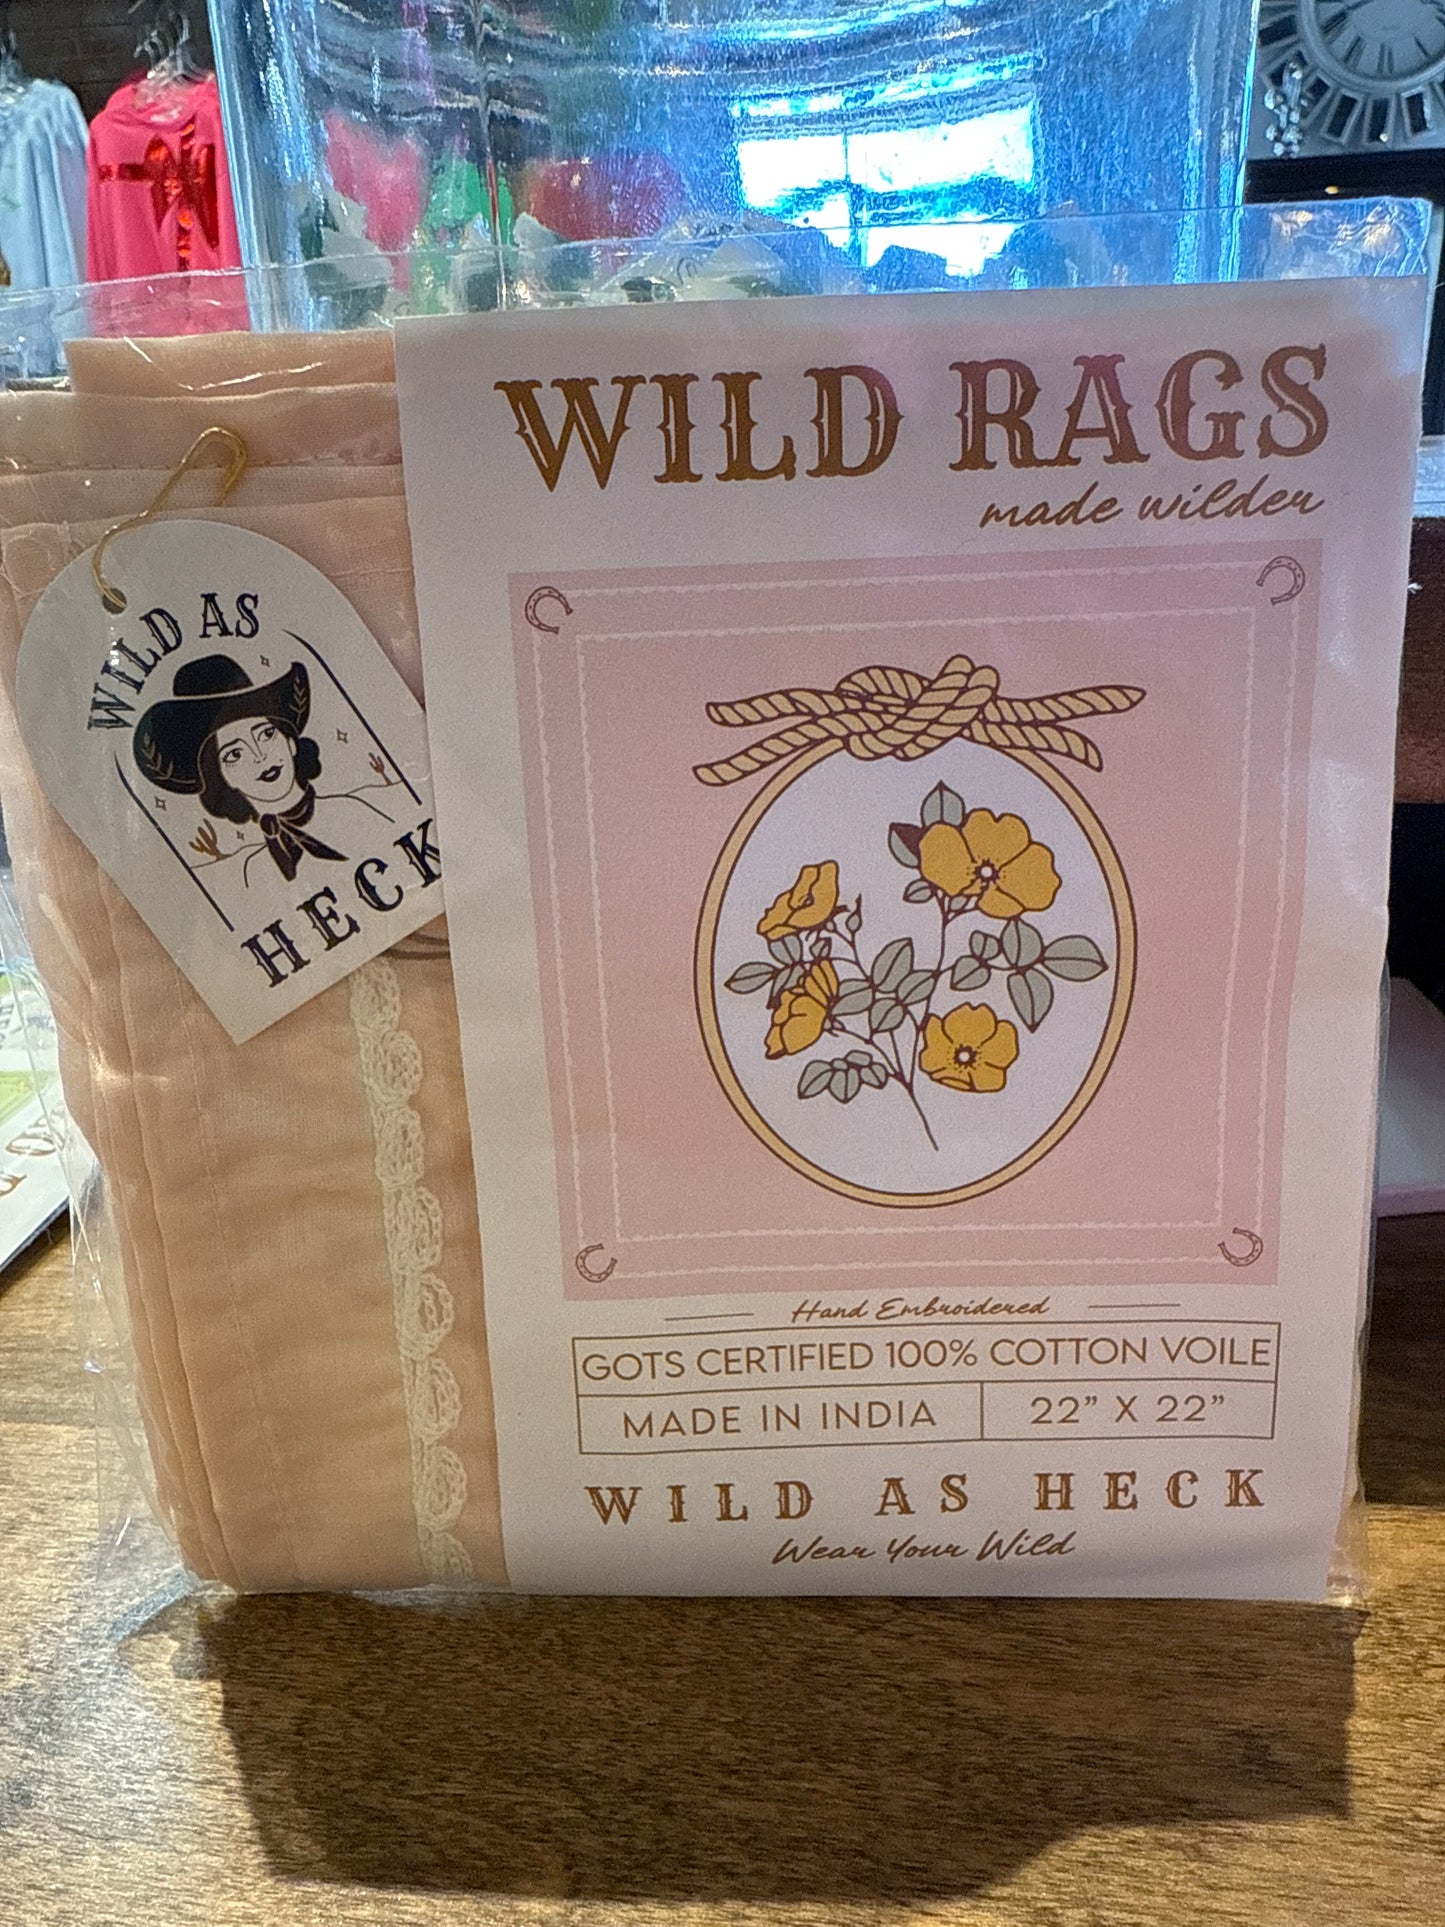 WILD RAGS
made wilder
WILD AS
HECK
Hand Embroidered
GOTS CERTIFIED 100% COTTON VOILE
MADE IN INDIA
22” X 22”
WILD AS HECK
Wear Your Wild